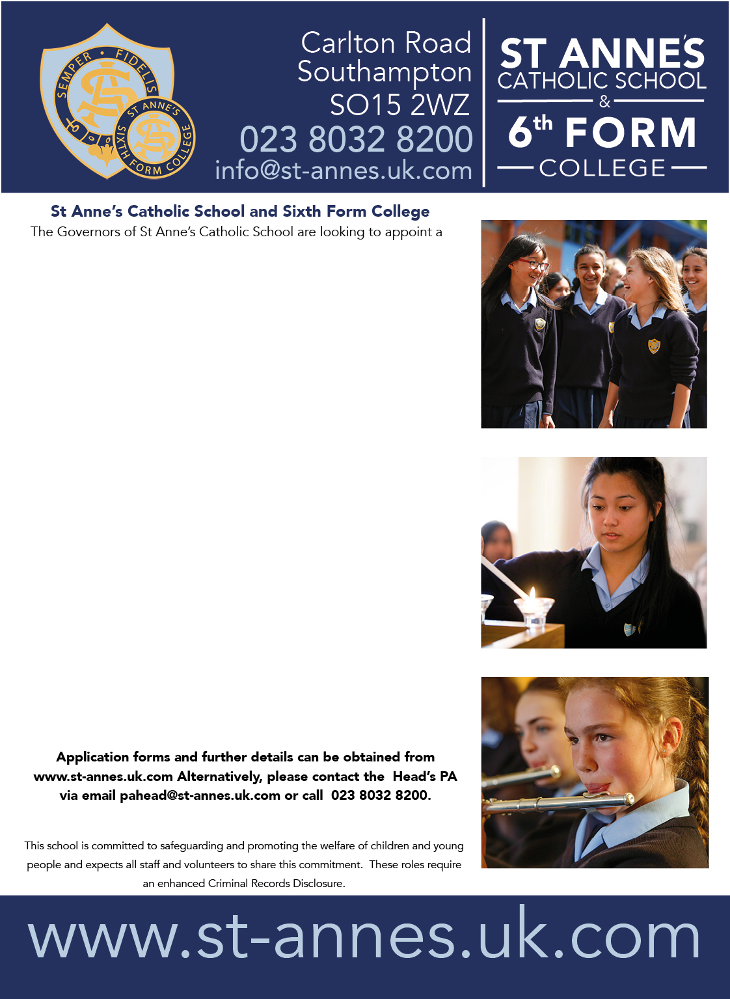 SEMPER • FIDELIS
ST ANNE'S
SIXTH FORM COLLEGE
Carlton Road
Southampton
SO15 2WZ
023 8032 8200
info@st-annes.uk.com
ST ANNE'S
CATHOLIC SCHOOL
&
6th FORM
COLLEGE
St Anne’s Catholic School and Sixth Form College
The Governors of St Anne’s Catholic School are looking to appoint a
Application forms and further details can be obtained from
www.st-annes.uk.com Alternatively, please contact the  Head’s PA
via email pahead@st-annes.uk.com or call  023 8032 8200.
This school is committed to safeguarding and promoting the welfare of children and young
people and expects all staff and volunteers to share this commitment.  These roles require
an enhanced Criminal Records Disclosure.
www.st-annes.uk.com